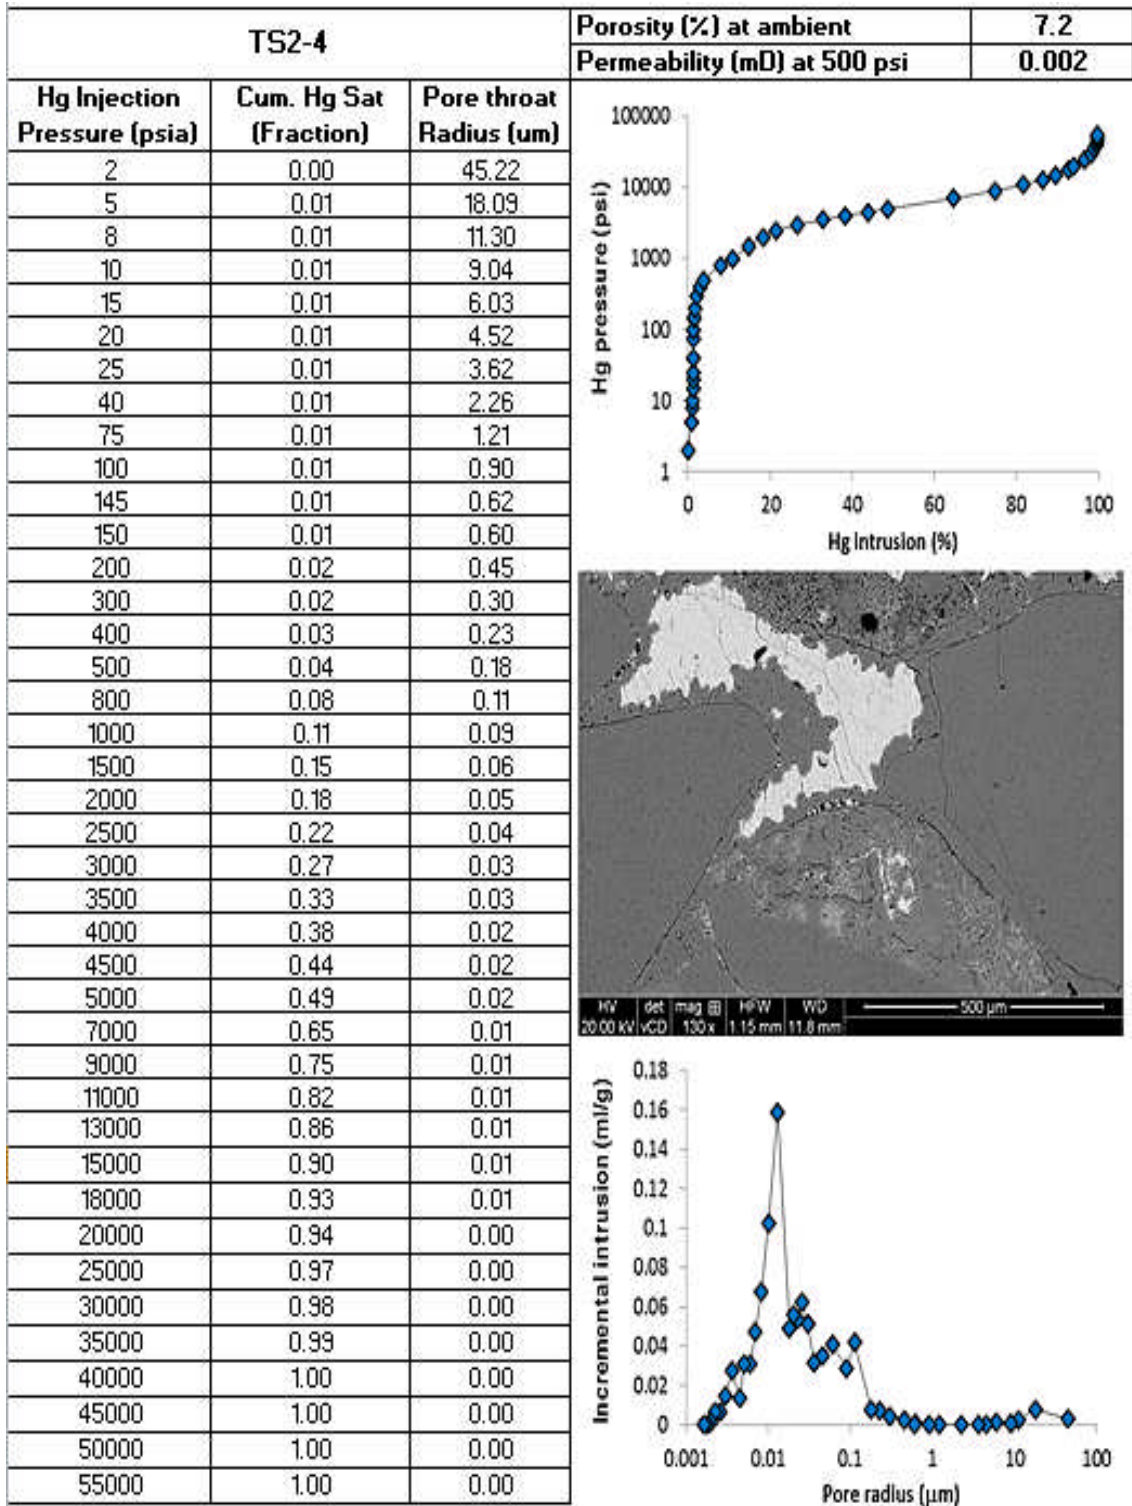 TS2-4
Porosity (%) at ambient 7.2
Permeability (mD) at 500 psi 0.002
Hg Injection Pressure (psia) Cum. Hg Sat (Fraction) Pore throat Radius (um)
2 0.00 45.22
5 0.01 18.09
8 0.01 11.30
10 0.01 9.04
15 0.01 6.03
20 0.01 4.52
25 0.01 3.62
40 0.01 2.26
75 0.01 1.21
100 0.01 0.90
145 0.01 0.62
150 0.01 0.60
200 0.02 0.45
300 0.02 0.30
400 0.03 0.23
500 0.04 0.18
800 0.08 0.11
1000 0.11 0.09
1500 0.15 0.06
2000 0.18 0.05
2500 0.22 0.04
3000 0.27 0.03
3500 0.33 0.03
4000 0.38 0.02
4500 0.44 0.02
5000 0.49 0.02
7000 0.65 0.01
9000 0.75 0.01
11000 0.82 0.01
13000 0.86 0.01
15000 0.90 0.01
18000 0.93 0.01
20000 0.94 0.00
25000 0.97 0.00
30000 0.98 0.00
35000 0.99 0.00
40000 1.00 0.00
45000 1.00 0.00
50000 1.00 0.00
55000 1.00 0.00
Hg pressure (psi)
100000
10000
1000
100
10
1
0 20 40 60 80 100
Hg intrusion (%)
HV det mag ⊞ HFW WD 500 µm
20.00 kV vCD 130 x 1.15 mm 11.8 mm
Incremental intrusion (ml/g)
0.18
0.16
0.14
0.12
0.1
0.08
0.06
0.04
0.02
0
0.001 0.01 0.1 1 10 100
Pore radius (µm)